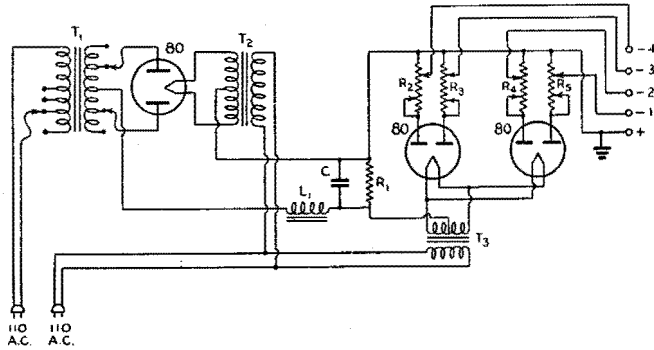 T₁
80
T₂
R₂
R₃
R₄
R₅
-4
-3
-2
-1
+
80
80
C
R₁
L₁
T₃
110
A.C.
110
A.C.